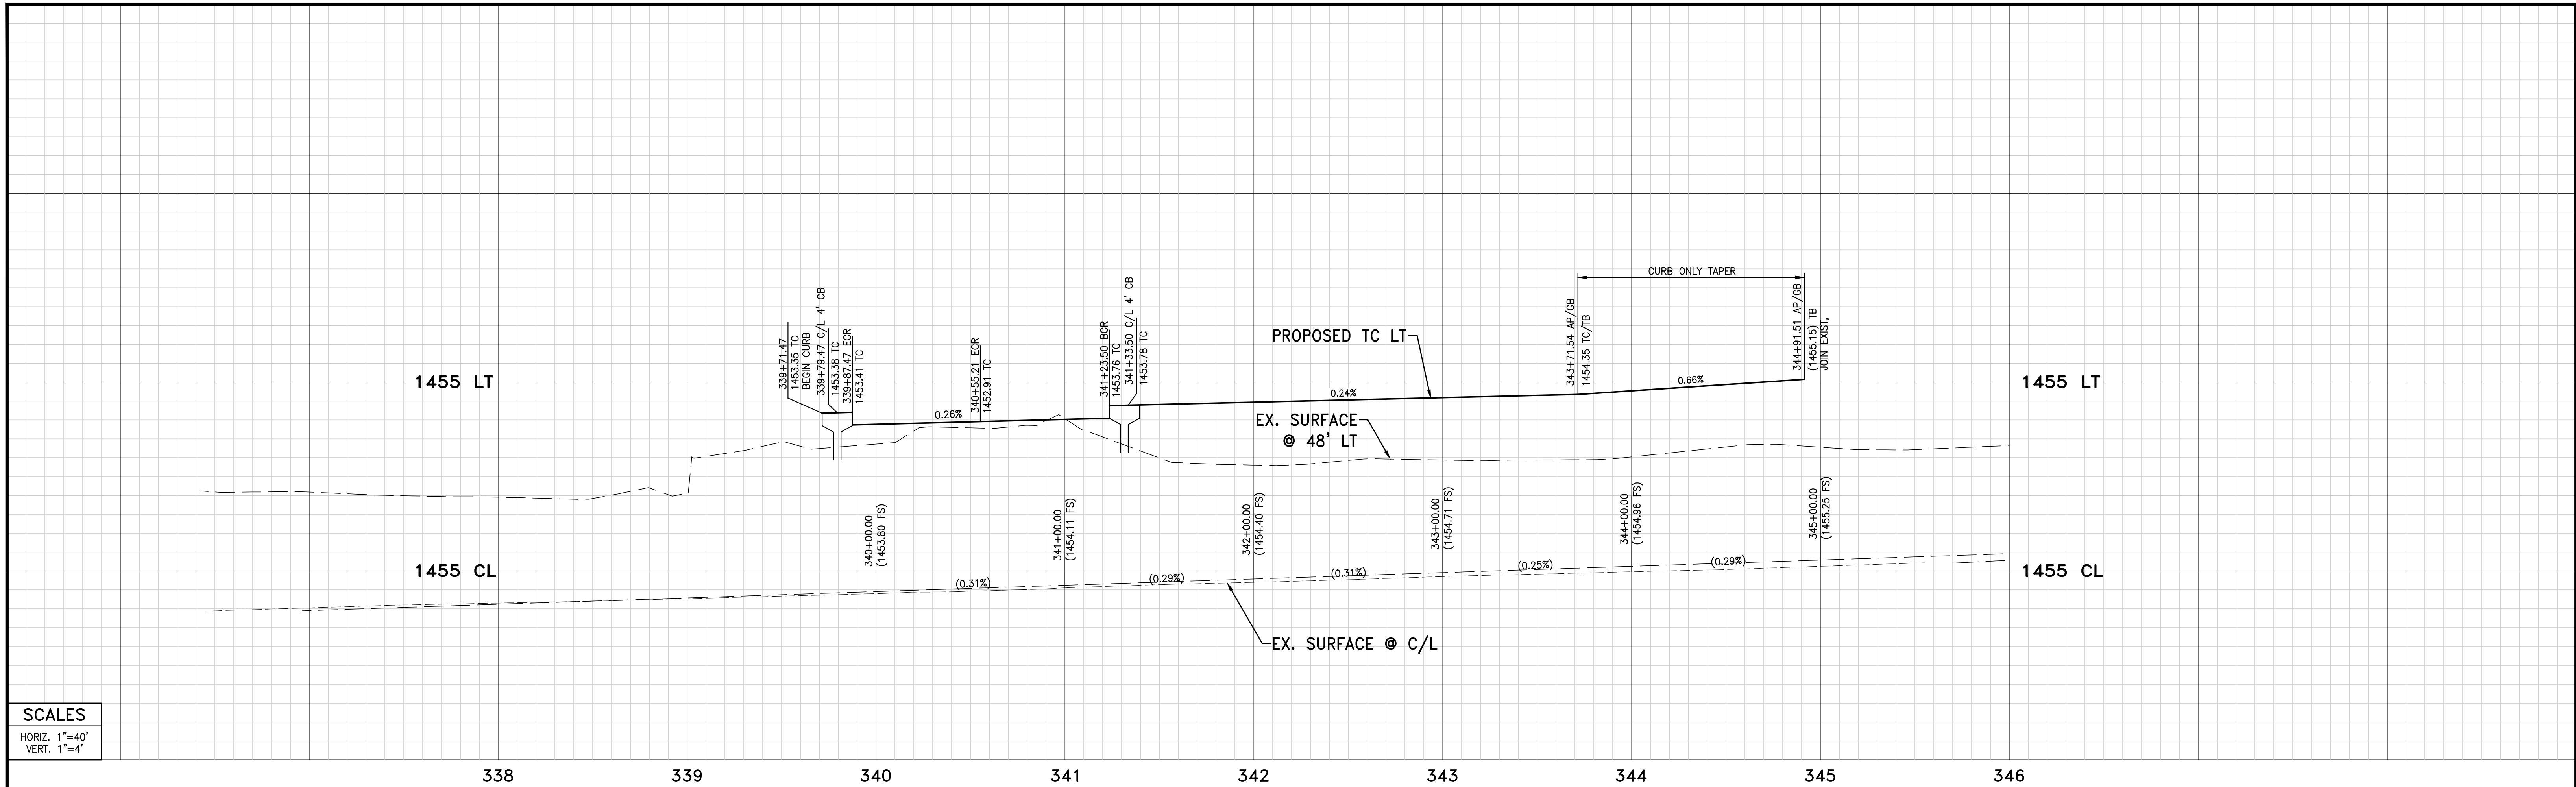 CURB ONLY TAPER
339+71.47
1453.35 TC
BEGIN CURB
339+79.47 C/L 4' CB
1453.38 TC
339+87.47 ECR
1453.41 TC
340+55.21 ECR
1452.91 TC
341+23.50 BCR
1453.76 TC
341+33.50 C/L 4' CB
1453.78 TC
343+71.54 AP/GB
1454.35 TC/TB
344+91.51 AP/GB
(1455.15) TB
JOIN EXIST,
PROPOSED TC LT
1455 LT
1455 LT
0.26%
0.24%
0.66%
EX. SURFACE
@ 48' LT
340+00.00
(1453.80 FS)
341+00.00
(1454.11 FS)
342+00.00
(1454.40 FS)
343+00.00
(1454.71 FS)
344+00.00
(1454.96 FS)
345+00.00
(1455.25 FS)
1455 CL
1455 CL
(0.31%)
(0.29%)
(0.31%)
(0.25%)
(0.29%)
EX. SURFACE @ C/L
SCALES
HORIZ. 1"=40'
VERT. 1"=4'
338
339
340
341
342
343
344
345
346